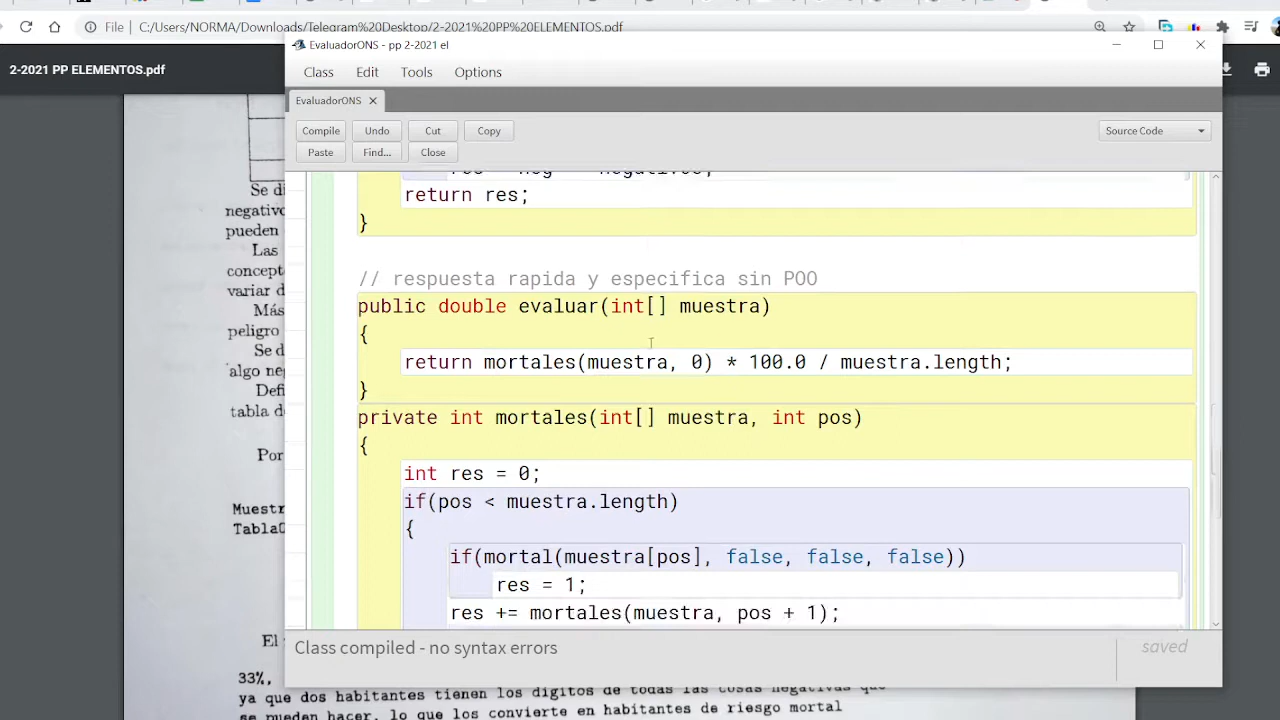 File
C:/Users/NORMA/Downloads/Telegram%20Desktop/2-2021%20PP%20ELEMENTOS.pdf
EvaluadorONS - pp 2-2021 el
2-2021 PP ELEMENTOS.pdf
Class Edit Tools Options
EvaluadorONS
Compile Undo Cut Copy
Source Code
Paste Find... Close
return res;
}
// respuesta rapida y especifica sin POO
public double evaluar(int[] muestra)
{
return mortales(muestra, 0) * 100.0 / muestra.length;
}
private int mortales(int[] muestra, int pos)
{
int res = 0;
if(pos < muestra.length)
{
if(mortal(muestra[pos], false, false, false))
res = 1;
res += mortales(muestra, pos + 1);
Class compiled - no syntax errors
saved
Se di
negativo
pueden
Las
concept
variar d
Más
peligro
Se d
algo neg
Defi
tabla d
Por
Muestr
TablaC
El
33%,
ya que dos habitantes tienen los digitos de todas las cosas negativas que
se pueden hacer, lo que los convierte en habitantes de riesgo mortal